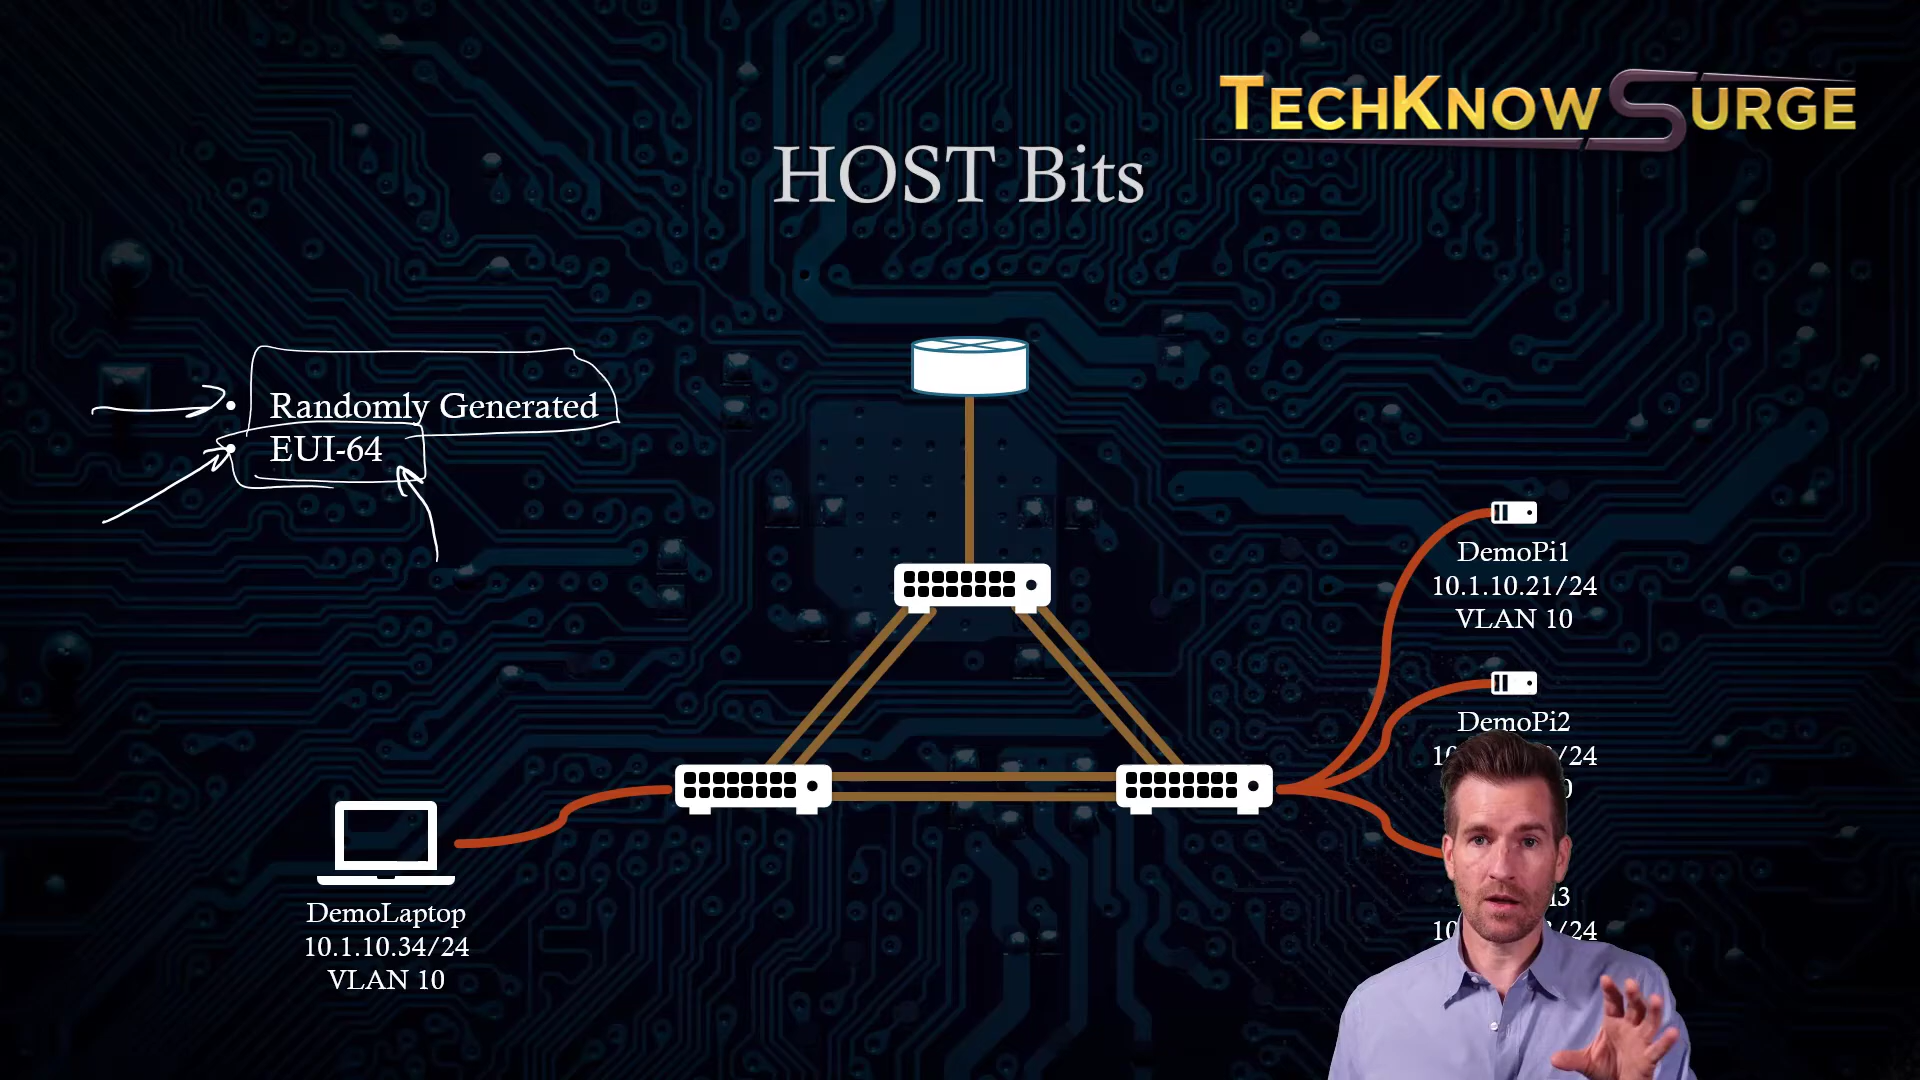 TECHKNOWSURGE
HOST Bits
• Randomly Generated
• EUI-64
DemoPi1
10.1.10.21/24
VLAN 10
DemoPi2
/24
DemoLaptop
10.1.10.34/24
VLAN 10
/24